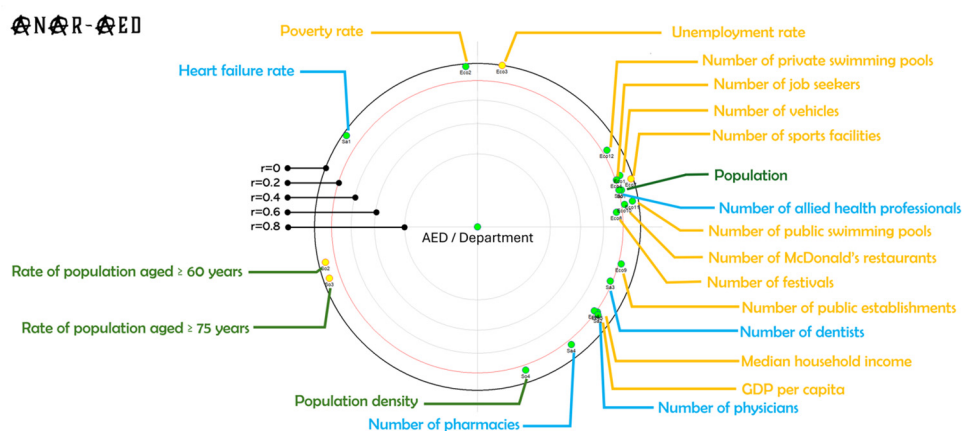 ANAR-AED
Poverty rate
Unemployment rate
Eco2
Eco3
Number of private swimming pools
Heart failure rate
Number of job seekers
Number of vehicles
Sa1
Number of sports facilities
Eco12
r=0
Population
r=0.2
r=0.4
Number of allied health professionals
r=0.6
Number of public swimming pools
r=0.8
AED / Department
Number of McDonald's restaurants
Rate of population aged ≥ 60 years
So2
Number of festivals
Eco9
So3
Sa3
Number of public establishments
Rate of population aged ≥ 75 years
Number of dentists
Sa4
Median household income
So4
GDP per capita
Population density
Number of physicians
Number of pharmacies